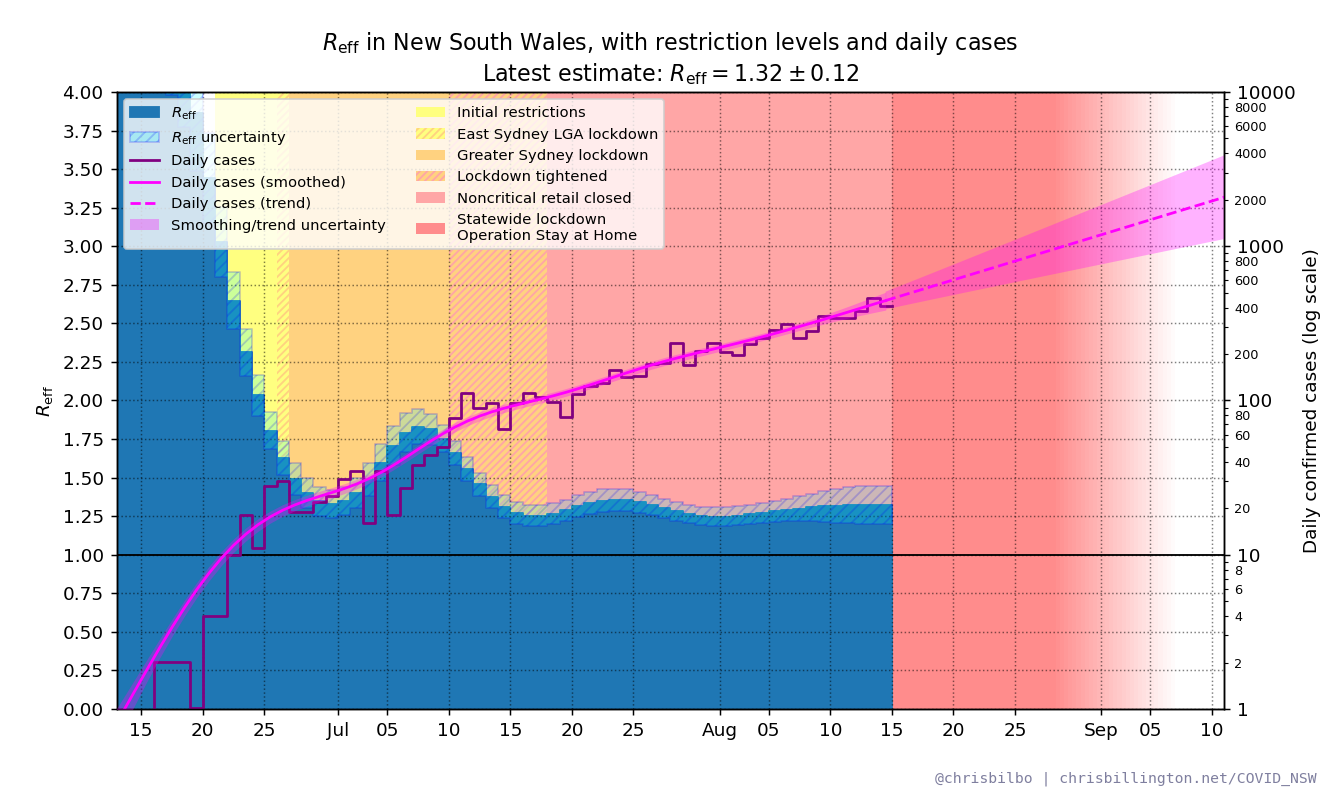 R_eff in New South Wales, with restriction levels and daily cases
Latest estimate: R_eff = 1.32 ± 0.12
R_eff
R_eff uncertainty
Daily cases
Daily cases (smoothed)
Daily cases (trend)
Smoothing/trend uncertainty
Initial restrictions
East Sydney LGA lockdown
Greater Sydney lockdown
Lockdown tightened
Noncritical retail closed
Statewide lockdown
Operation Stay at Home
R_eff
4.00
3.75
3.50
3.25
3.00
2.75
2.50
2.25
2.00
1.75
1.50
1.25
1.00
0.75
0.50
0.25
0.00
15 20 25 Jul 05 10 15 20 25 Aug 05 10 15 20 25 Sep 05 10
10000
8000
6000
4000
2000
1000
800
600
400
200
100
80
60
40
20
10
8
6
4
2
1
Daily confirmed cases (log scale)
@chrisbilbo | chrisbillington.net/COVID_NSW